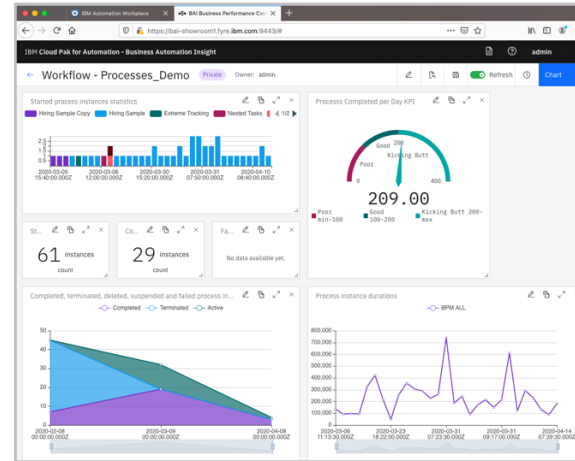 IBM Automation Workplace
BAI Business Performance Cen
https://bai-showroom1.fyre.ibm.com:9443/#
IBM Cloud Pak for Automation - Business Automation Insight
admin
Workflow - Processes_Demo
Private
Owner: admin
Refresh
Chart
Started process instances statistics
Hiring Sample Copy
Hiring Sample
Extreme Tracking
Nested Tasks
1/2
2.5
1.5
0.5
2020-03-05 2020-03-06 2020-03-30 2020-03-31 2020-04-10
15:40:00.000Z 12:00:00.000Z 15:20:00.000Z 07:50:00.000Z 08:40:00.000Z
Process Completed per Day KPI
Good 200
Kicking Butt
Poor
0
400
209.00
Poor Good Kicking Butt 200-
min-100 100-200 max
St...
61 instances
count
Co...
29 instances
count
Fa...
No data available yet.
Completed, terminated, deleted, suspended and failed process in...
Completed
Terminated
Active
50
40
30
20
10
0
2020-02-08 2020-03-09 2020-04-08
00:00:00.000Z 00:00:00.000Z 00:00:00.000Z
Process instance durations
BPM ALL
800,000
700,000
600,000
500,000
400,000
300,000
200,000
100,000
0
2020-03-06 2020-03-23 2020-03-31 2020-03-31 2020-04-14
11:13:30.000Z 18:22:00.000Z 07:23:30.000Z 09:17:00.000Z 07:39:30.000Z